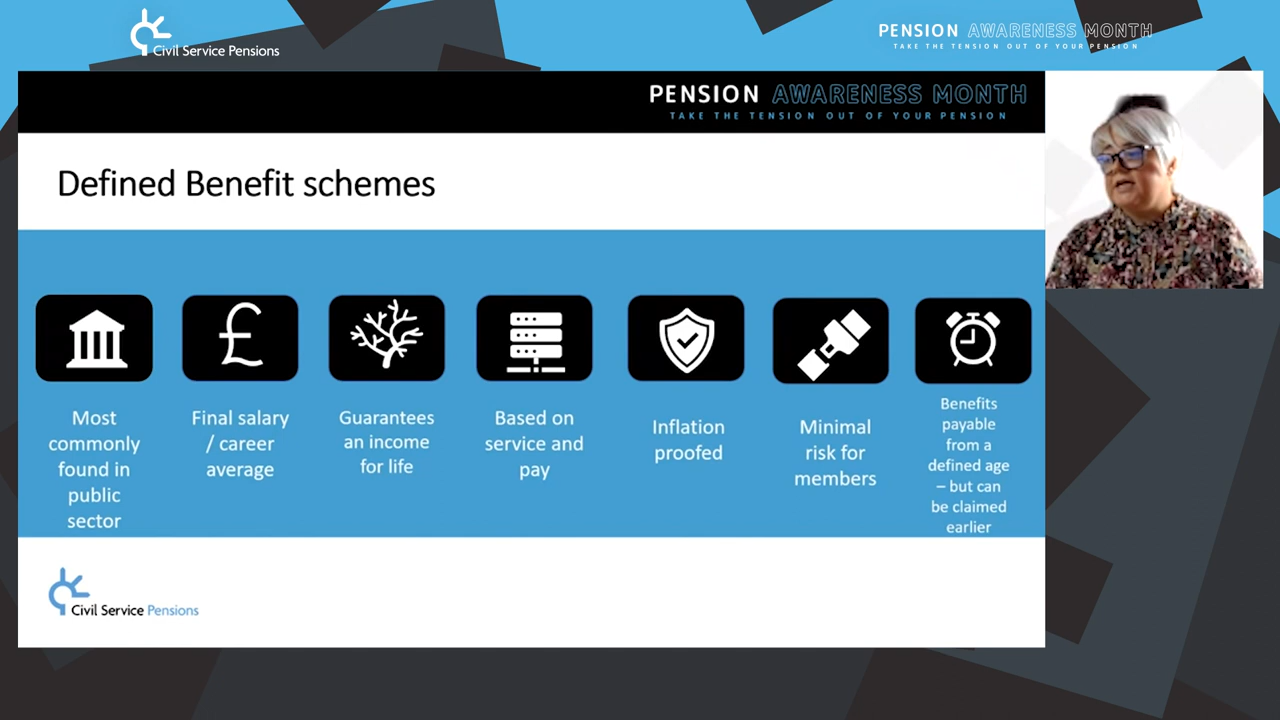 Civil Service Pensions
PENSION AWARENESS MONTH
TAKE THE TENSION OUT OF YOUR PENSION
PENSION AWARENESS MONTH
TAKE THE TENSION OUT OF YOUR PENSION
Defined Benefit schemes
Most
commonly
found in
public
sector
Final salary
/ career
average
Guarantees
an income
for life
Based on
service and
pay
Inflation
proofed
Minimal
risk for
members
Benefits
payable
from a
defined age
– but can
be claimed
earlier
Civil Service Pensions